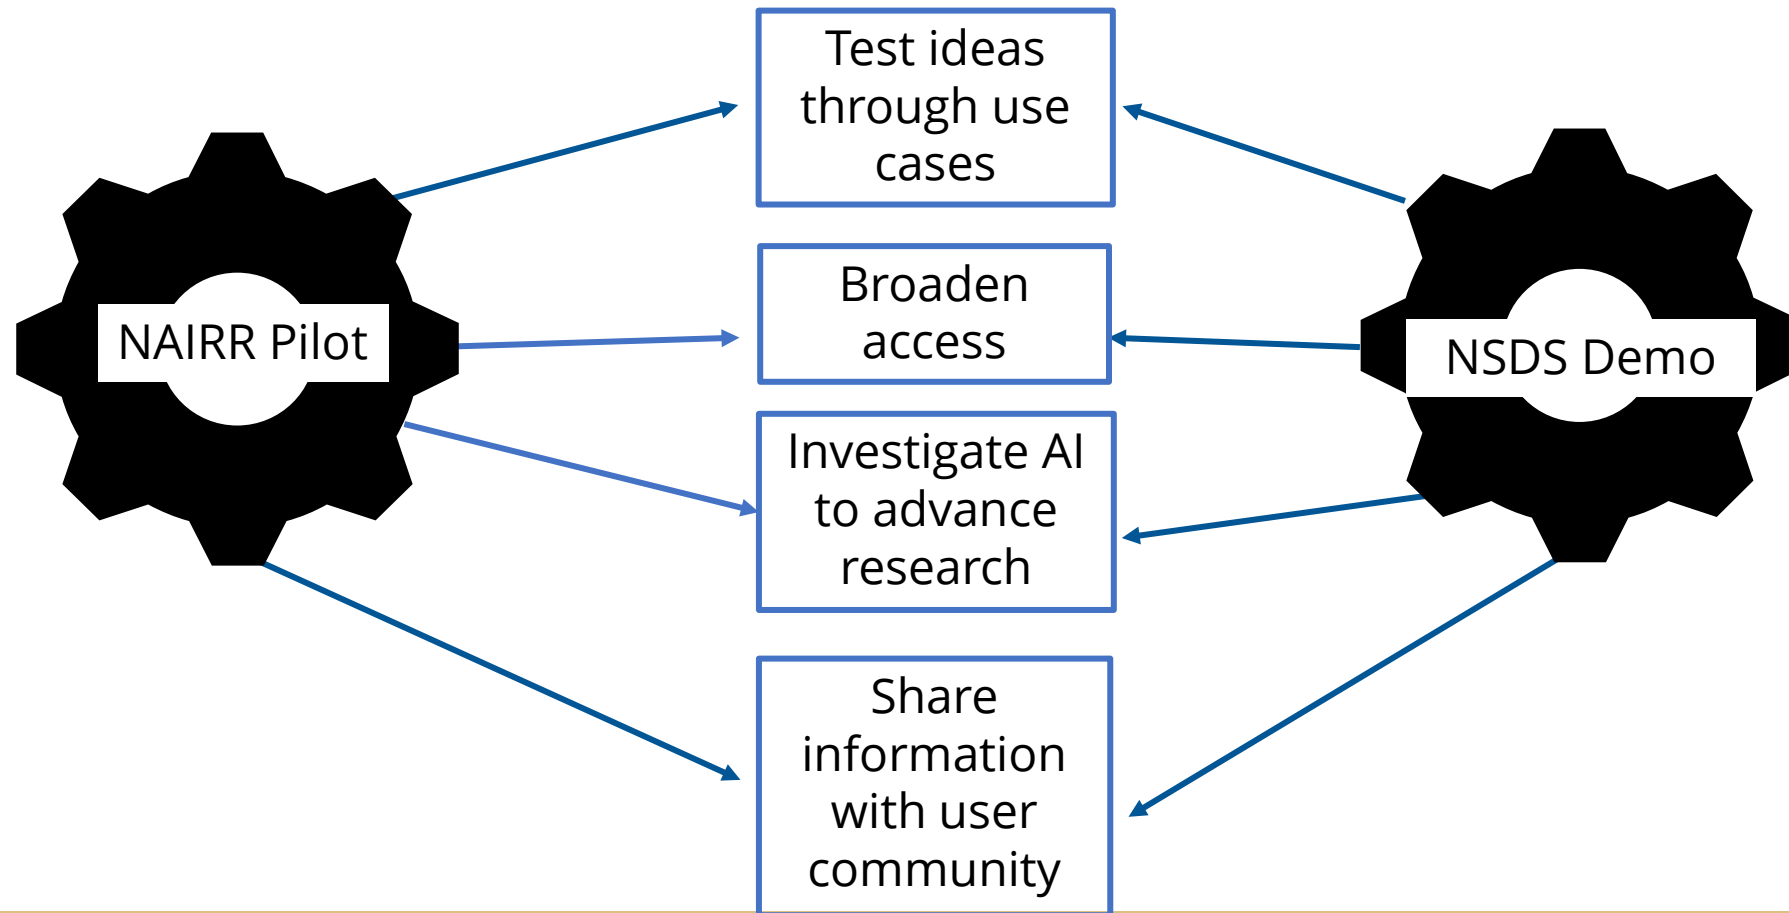 Test ideas
through use
cases
Broaden
access
NAIRR Pilot
NSDS Demo
Investigate AI
to advance
research
Share
information
with user
community